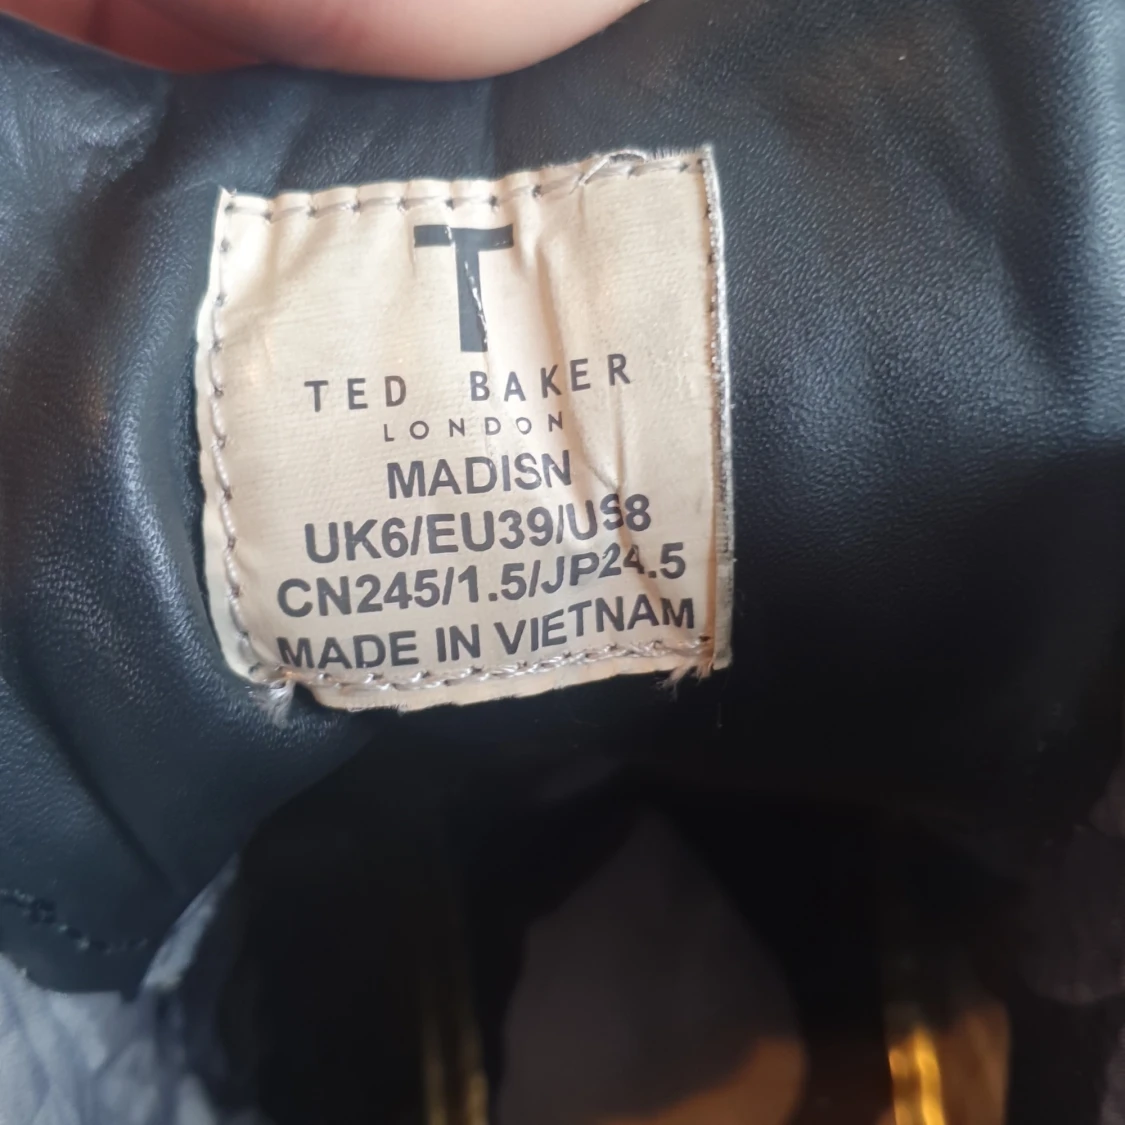 T
TED BAKER
LONDON
MADISN
UK6/EU39/US8
CN245/1.5/JP24.5
MADE IN VIETNAM